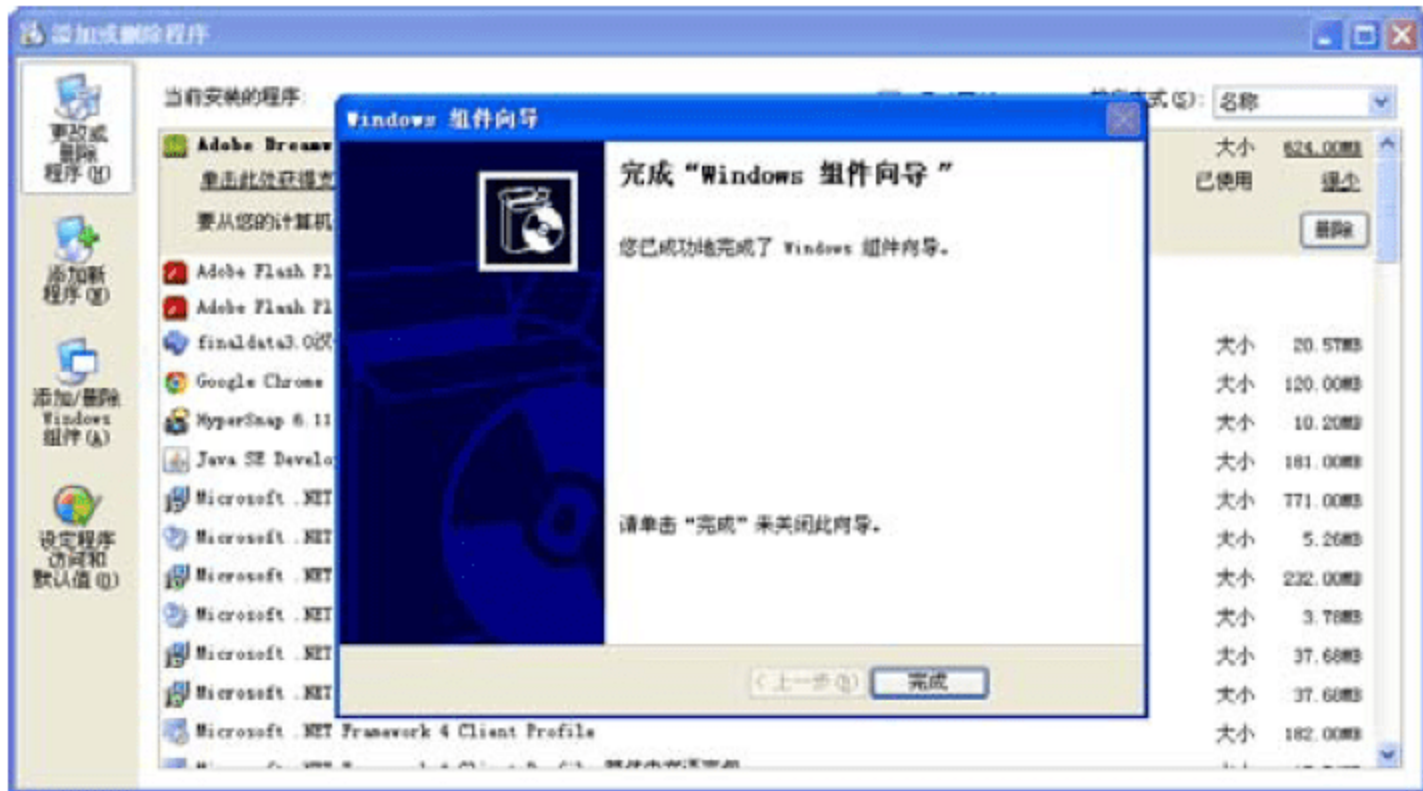 添加或删除程序
更改或
删除
程序(H)
添加新
程序(N)
添加/删除
Windows
组件(A)
设定程序
访问和
默认值(O)
当前安装的程序:
式(S):
名称
Adobe Dreamw
单击此处获得支
要从您的计算机
大小 624.00MB
已使用 很少
删除
Adobe Flash Pl
Adobe Flash Pl
finaldata3.0汉
大小 20.57MB
Google Chrome
大小 120.00MB
HyperSnap 6.11
大小 10.20MB
Java SE Develo
大小 181.00MB
Microsoft .NET
大小 771.00MB
Microsoft .NET
大小 5.26MB
Microsoft .NET
大小 232.00MB
Microsoft .NET
大小 3.78MB
Microsoft .NET
大小 37.68MB
Microsoft .NET
大小 37.68MB
Microsoft .NET Framework 4 Client Profile
大小 182.00MB
Windows 组件向导
完成“Windows 组件向导”
您已成功地完成了 Windows 组件向导。
请单击“完成”来关闭此向导。
<上一步(B)
完成